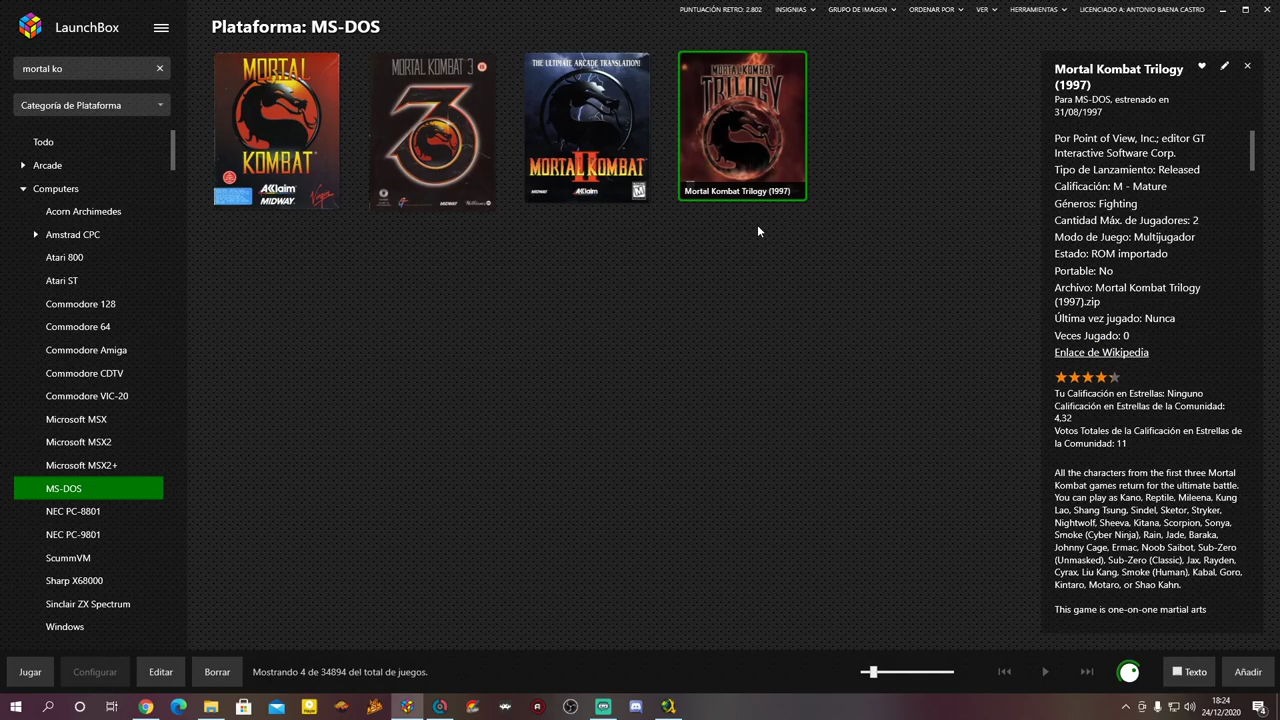 LaunchBox
mortal ko
Categoría de Plataforma
Todo
Arcade
Computers
Acorn Archimedes
Amstrad CPC
Atari 800
Atari ST
Commodore 128
Commodore 64
Commodore Amiga
Commodore CDTV
Commodore VIC-20
Microsoft MSX
Microsoft MSX2
Microsoft MSX2+
MS-DOS
NEC PC-8801
NEC PC-9801
ScummVM
Sharp X68000
Sinclair ZX Spectrum
Windows
PUNTUACIÓN RETRO: 2.802 INSIGNIAS GRUPO DE IMAGEN ORDENAR POR VER HERRAMIENTAS LICENCIADO A: ANTONIO BAENA CASTRO
Plataforma: MS-DOS
MORTAL
KOMBAT
AKlaim
MIDWAY
Virgin
MORTAL KOMBAT 3
3
MIDWAY
THE ULTIMATE ARCADE TRANSLATION!
II
MORTAL KOMBAT
MIDWAY AKlaim M
MORTAL KOMBAT
TRILOGY
Mortal Kombat Trilogy (1997)
Mortal Kombat Trilogy
(1997)
Para MS-DOS, estrenado en
31/08/1997
Por Point of View, Inc.; editor GT
Interactive Software Corp.
Tipo de Lanzamiento: Released
Calificación: M - Mature
Géneros: Fighting
Cantidad Máx. de Jugadores: 2
Modo de Juego: Multijugador
Estado: ROM importado
Portable: No
Archivo: Mortal Kombat Trilogy
(1997).zip
Última vez jugado: Nunca
Veces Jugado: 0
Enlace de Wikipedia
Tu Calificación en Estrellas: Ninguno
Calificación en Estrellas de la Comunidad:
4,32
Votos Totales de la Calificación en Estrellas de
la Comunidad: 11
All the characters from the first three Mortal
Kombat games return for the ultimate battle.
You can play as Kano, Reptile, Mileena, Kung
Lao, Shang Tsung, Sindel, Sketor, Stryker,
Nightwolf, Sheeva, Kitana, Scorpion, Sonya,
Smoke (Cyber Ninja), Rain, Jade, Baraka,
Johnny Cage, Ermac, Noob Saibot, Sub-Zero
(Unmasked), Sub-Zero (Classic), Jax, Rayden,
Cyrax, Liu Kang, Smoke (Human), Kabal, Goro,
Kintaro, Motaro, or Shao Kahn.
This game is one-on-one martial arts
Jugar Configurar Editar Borrar Mostrando 4 de 34894 del total de juegos. Texto Añadir
18:24
24/12/2020